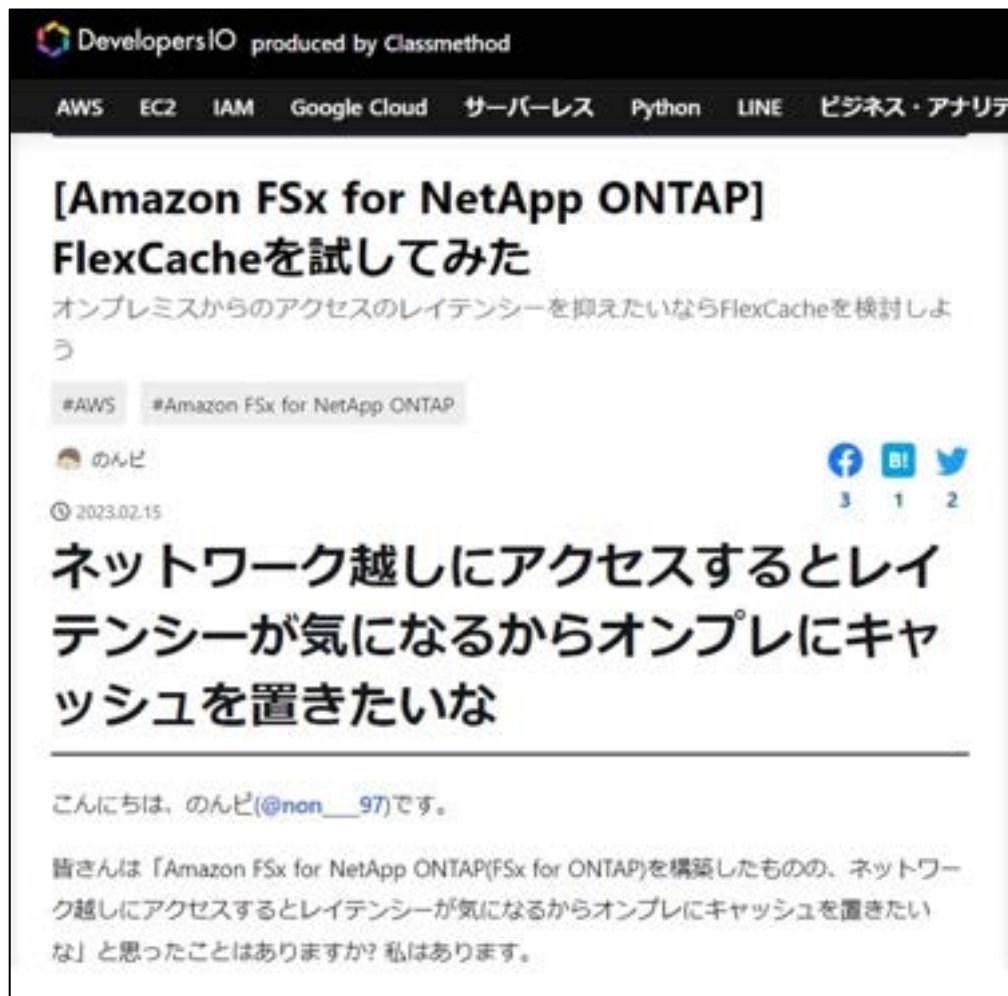 DevelopersIO produced by Classmethod
AWS EC2 IAM Google Cloud サーバーレス Python LINE ビジネス・アナリテ
[Amazon FSx for NetApp ONTAP]
FlexCacheを試してみた
オンプレミスからのアクセスのレイテンシーを抑えたいならFlexCacheを検討しよ
う
#AWS #Amazon FSx for NetApp ONTAP
のんピ
B!
3 1 2
2023.02.15
ネットワーク越しにアクセスするとレイ
テンシーが気になるからオンプレにキャ
ッシュを置きたいな
こんにちは、のんピ(@non___97)です。
皆さんは「Amazon FSx for NetApp ONTAP(FSx for ONTAP)を構築したものの、ネットワー
ク越しにアクセスするとレイテンシーが気になるからオンプレにキャッシュを置きたい
な」と思ったことはありますか? 私はあります。